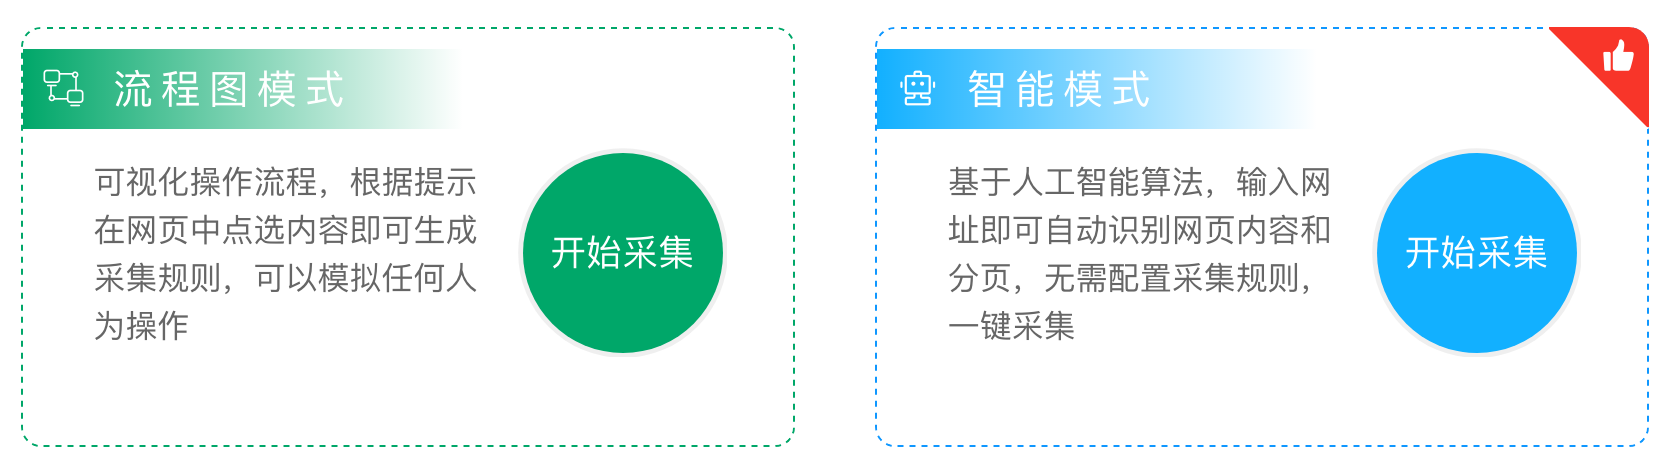 流程图模式
可视化操作流程，根据提示
在网页中点选内容即可生成
采集规则，可以模拟任何人
为操作
开始采集
智能模式
基于人工智能算法，输入网
址即可自动识别网页内容和
分页，无需配置采集规则，
一键采集
开始采集